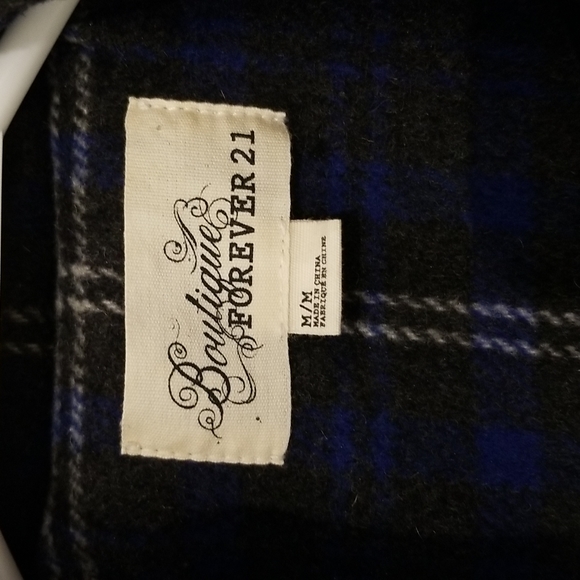 Boutique
FOREVER 21
M/M
MADE IN CHINA
FABRIQUÉ EN CHINE